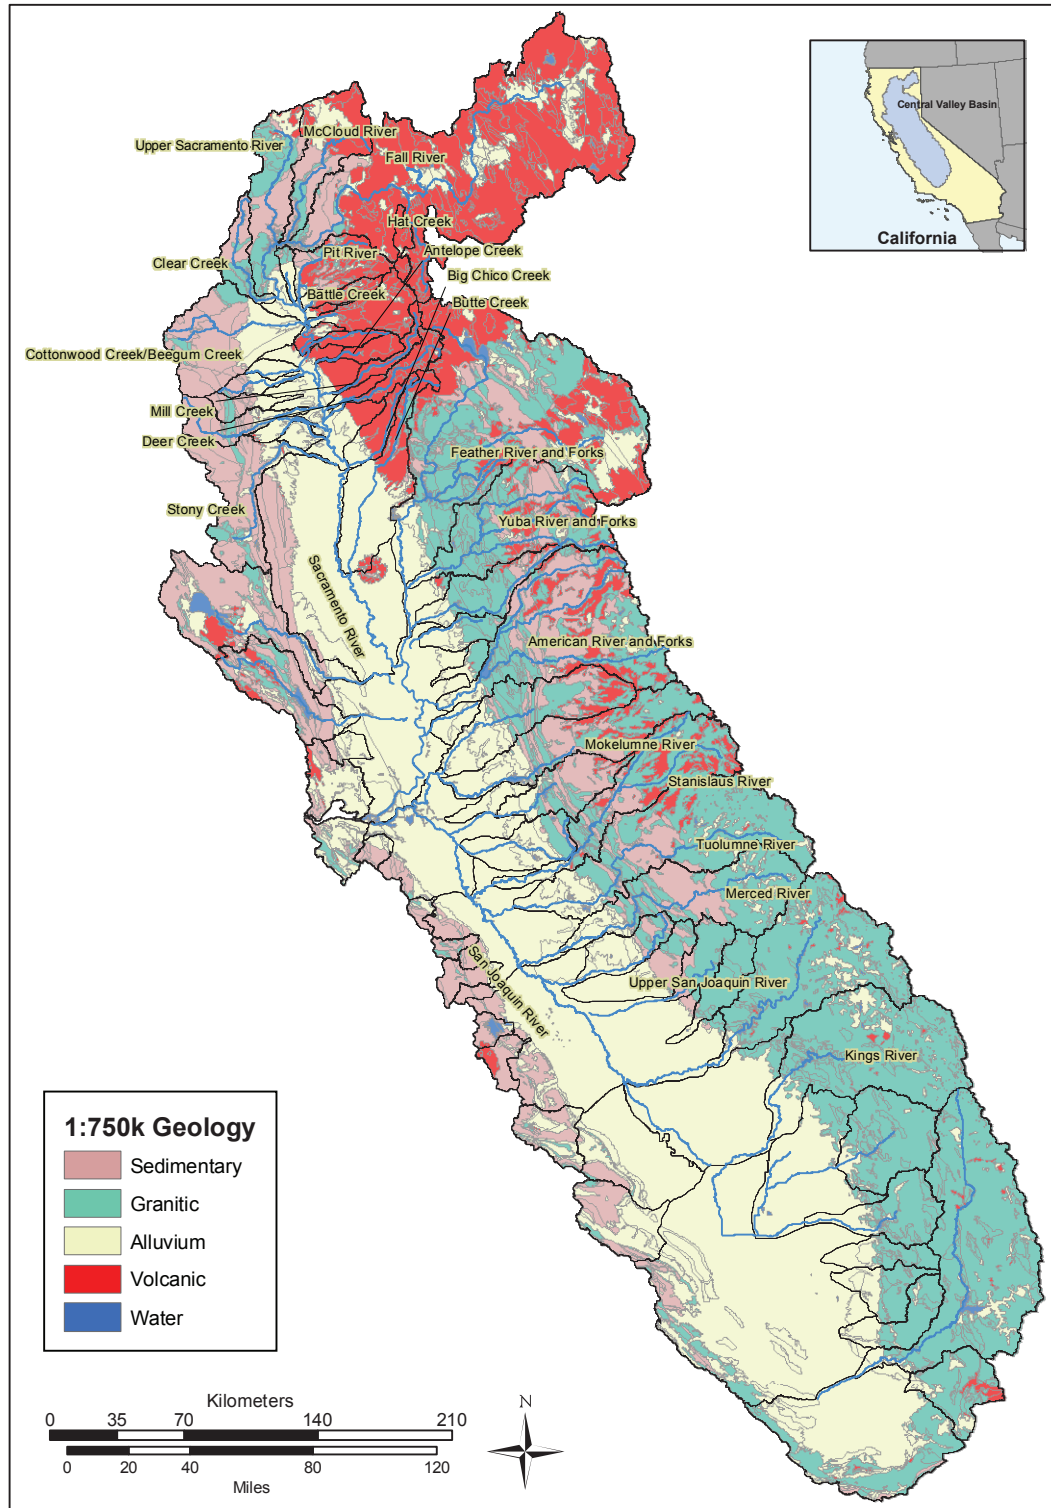 Central Valley Basin
California
McCloud River
Upper Sacramento River
Fall River
Hat Creek
Antelope Creek
Pit River
Clear Creek
Big Chico Creek
Battle Creek
Butte Creek
Cottonwood Creek/Beegum Creek
Mill Creek
Deer Creek
Feather River and Forks
Stony Creek
Yuba River and Forks
Sacramento River
American River and Forks
Mokelumne River
Stanislaus River
Tuolumne River
Merced River
San Joaquin River
Upper San Joaquin River
Kings River
1:750k Geology
Sedimentary
Granitic
Alluvium
Volcanic
Water
Kilometers
0 35 70 140 210
0 20 40 80 120
Miles
N